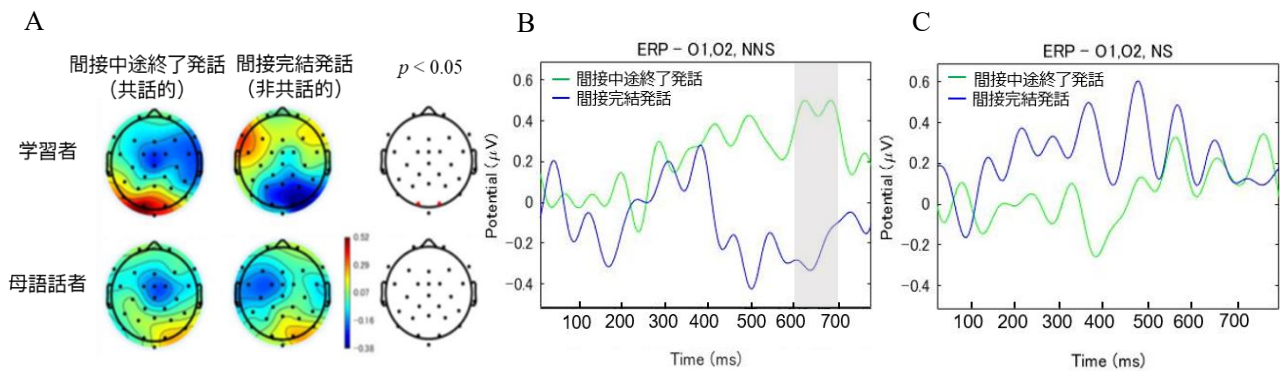 A
間接中途終了発話
（共話的）
間接完結発話
（非共話的）
p < 0.05
学習者
母語話者
0.52
0.29
0.07
−0.16
−0.38
B
ERP − O1,O2, NNS
間接中途終了発話
間接完結発話
Potential (μV)
0.6
0.4
0.2
0
−0.2
−0.4
100 200 300 400 500 600 700
Time (ms)
C
ERP − O1,O2, NS
間接中途終了発話
間接完結発話
Potential (μV)
0.6
0.4
0.2
0
−0.2
−0.4
100 200 300 400 500 600 700
Time (ms)